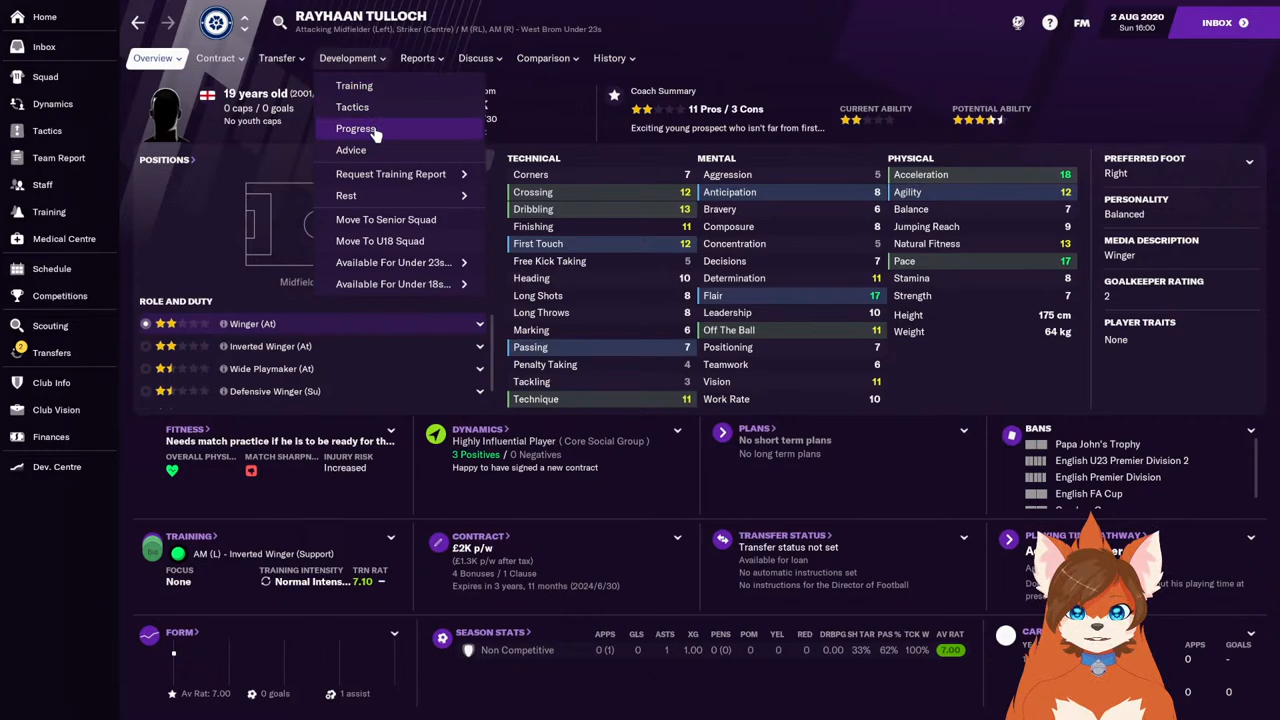 Home
Inbox
Squad
Dynamics
Tactics
Team Report
Staff
Training
Medical Centre
Schedule
Competitions
Scouting
2
Transfers
Club Info
Club Vision
Finances
Dev. Centre
RAYHAAN TULLOCH
Attacking Midfielder (Left), Striker (Centre) / M (RL), AM (R) - West Brom Under 23s
FM
2 AUG 2020
Sun 16:00
INBOX
Overview
Contract
Transfer
Development
Reports
Discuss
Comparison
History
19 years old (2001,
0 caps / 0 goals
No youth caps
Training
Tactics
Progress
Advice
Request Training Report
Rest
Move To Senior Squad
Move To U18 Squad
Available For Under 23s...
Available For Under 18s...
Coach Summary
11 Pros / 3 Cons
Exciting young prospect who isn't far from first...
CURRENT ABILITY
POTENTIAL ABILITY
POSITIONS
ROLE AND DUTY
Winger (At)
Inverted Winger (At)
Wide Playmaker (At)
Defensive Winger (Su)
TECHNICAL
Corners 7
Crossing 12
Dribbling 13
Finishing 11
First Touch 12
Free Kick Taking 5
Heading 10
Long Shots 8
Long Throws 8
Marking 6
Passing 7
Penalty Taking 4
Tackling 3
Technique 11
MENTAL
Aggression 5
Anticipation 8
Bravery 6
Composure 8
Concentration 5
Decisions 7
Determination 11
Flair 17
Leadership 10
Off The Ball 11
Positioning 7
Teamwork 6
Vision 11
Work Rate 10
PHYSICAL
Acceleration 18
Agility 12
Balance 7
Jumping Reach 9
Natural Fitness 13
Pace 17
Stamina 8
Strength 7
Height 175 cm
Weight 64 kg
PREFERRED FOOT
Right
PERSONALITY
Balanced
MEDIA DESCRIPTION
Winger
GOALKEEPER RATING
2
PLAYER TRAITS
None
FITNESS
Needs match practice if he is to be ready for th...
OVERALL PHYSI... MATCH SHARPN... INJURY RISK
Increased
DYNAMICS
Highly Influential Player ( Core Social Group )
3 Positives / 0 Negatives
Happy to have signed a new contract
PLANS
No short term plans
No long term plans
BANS
Papa John's Trophy
English U23 Premier Division 2
English Premier Division
English FA Cup
TRAINING
AM (L) - Inverted Winger (Support)
FOCUS TRAINING INTENSITY TRN RAT
None Normal Intens... 7.10
CONTRACT
£2K p/w
(£1.3K p/w after tax)
4 Bonuses / 1 Clause
Expires in 3 years, 11 months (2024/6/30)
TRANSFER STATUS
Transfer status not set
Available for loan
No automatic instructions set
No instructions for the Director of Football
FORM
Av Rat: 7.00 0 goals 1 assist
SEASON STATS
APPS GLS ASTS XG PENS POM YEL RED DRBPG SH TAR PAS % TCK W AV RAT
Non Competitive 0 (1) 0 1 1.00 0 (0) 0 0 0 0.00 33% 62% 100% 7.00
APPS GOALS
0 -
0 0